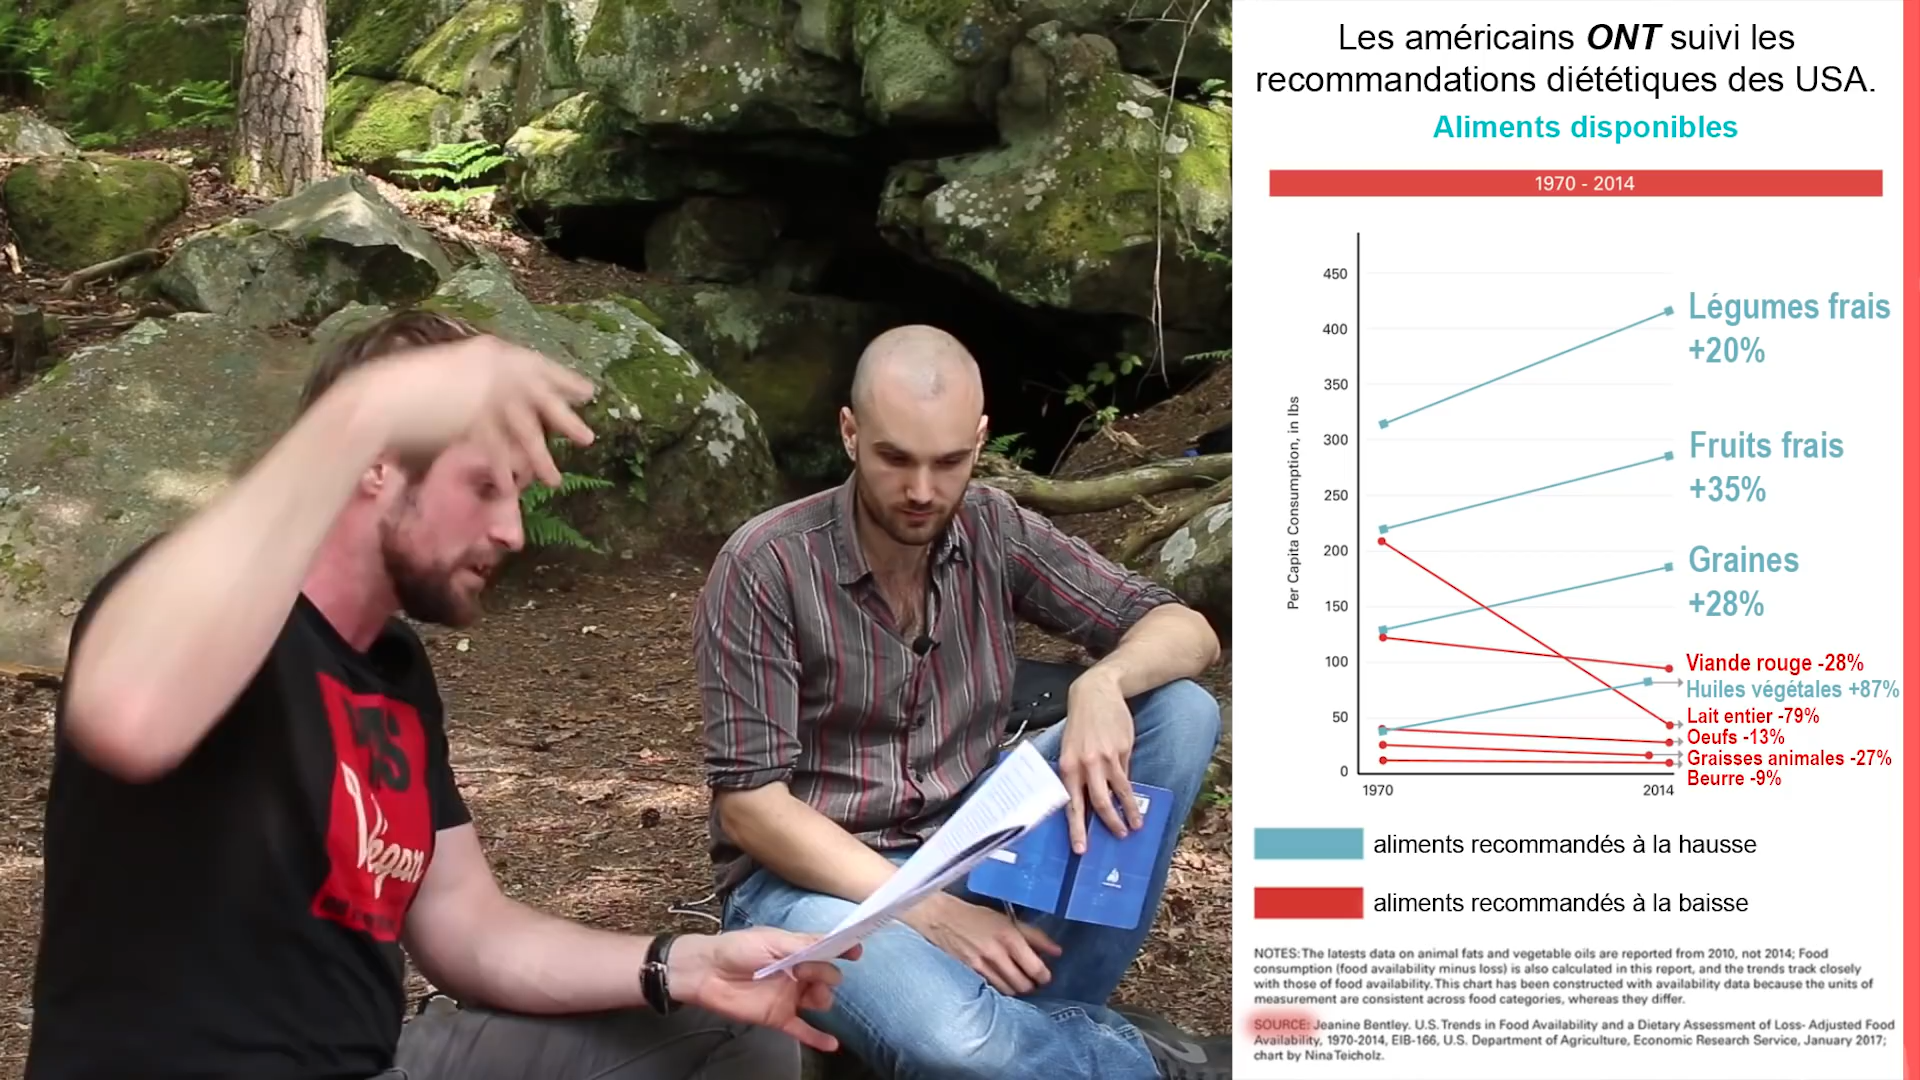 Les américains ONT suivi les
recommandations diététiques des USA.
Aliments disponibles
1970 - 2014
Per Capita Consumption, in lbs
450
400
350
300
250
200
150
100
50
0
1970
2014
Légumes frais
+20%
Fruits frais
+35%
Graines
+28%
Viande rouge -28%
Huiles végétales +87%
Lait entier -79%
Oeufs -13%
Graisses animales -27%
Beurre -9%
aliments recommandés à la hausse
aliments recommandés à la baisse
NOTES: The latests data on animal fats and vegetable oils are reported from 2010, not 2014; Food
consumption (food availability minus loss) is also calculated in this report, and the trends track closely
with those of food availability. This chart has been constructed with availability data because the units of
measurement are consistent across food categories, whereas they differ.
SOURCE: Jeanine Bentley. U.S. Trends in Food Availability and a Dietary Assessment of Loss- Adjusted Food
Availability, 1970-2014, EIB-166, U.S. Department of Agriculture, Economic Research Service, January 2017;
chart by Nina Teicholz.
Vegan